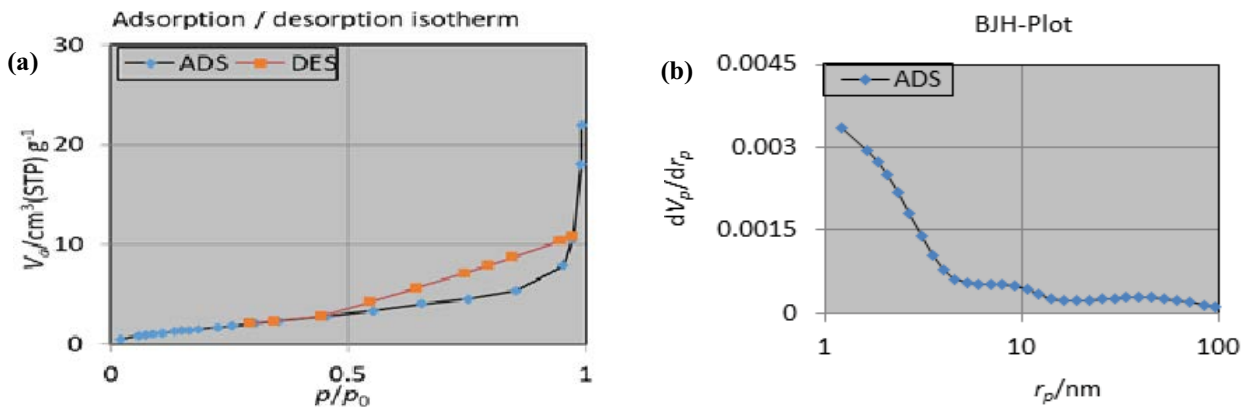 (a)
Adsorption / desorption isotherm
ADS DES
30
20
10
0
Vₐ/cm³(STP) g⁻¹
0 0.5 1
p/p₀
(b)
BJH-Plot
ADS
0.0045
0.003
0.0015
0
dVₚ/drₚ
1 10 100
rₚ/nm